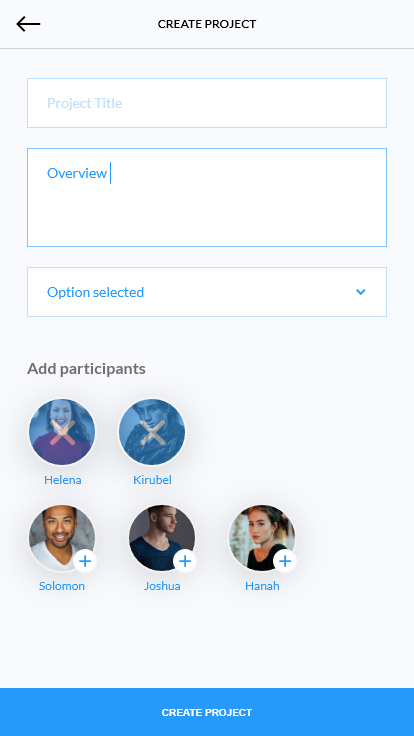 CREATE PROJECT
Project Title
Overview
Option selected
Add participants
Helena
Kirubel
Solomon
Joshua
Hanah
CREATE PROJECT